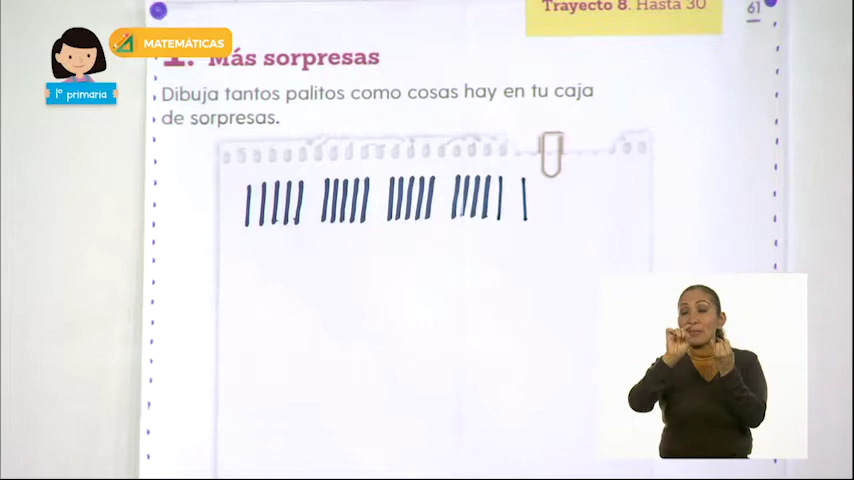 Trayecto 8. Hasta 30
61
MATEMÁTICAS
1° primaria
1. Más sorpresas
Dibuja tantos palitos como cosas hay en tu caja
de sorpresas.